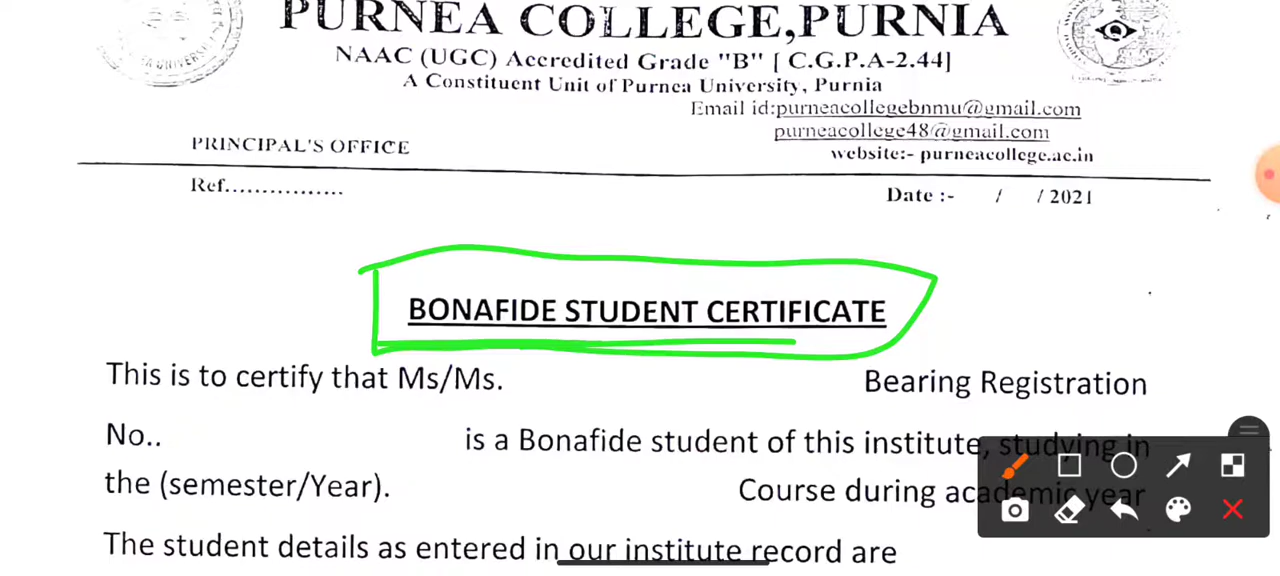 PURNEA COLLEGE,PURNIA
NAAC (UGC) Accredited Grade "B" [ C.G.P.A-2.44]
A Constituent Unit of Purnea University, Purnia
Email id:purneacollegebnmu@gmail.com
purneacollege48@gmail.com
PRINCIPAL'S OFFICE
website:- purneacollege.ac.in
Ref................
Date :-    /    / 2021
BONAFIDE STUDENT CERTIFICATE
This is to certify that Ms/Ms. Bearing Registration
No.. is a Bonafide student of this institute, studying in
the (semester/Year). Course during academic year
The student details as entered in our institute record are